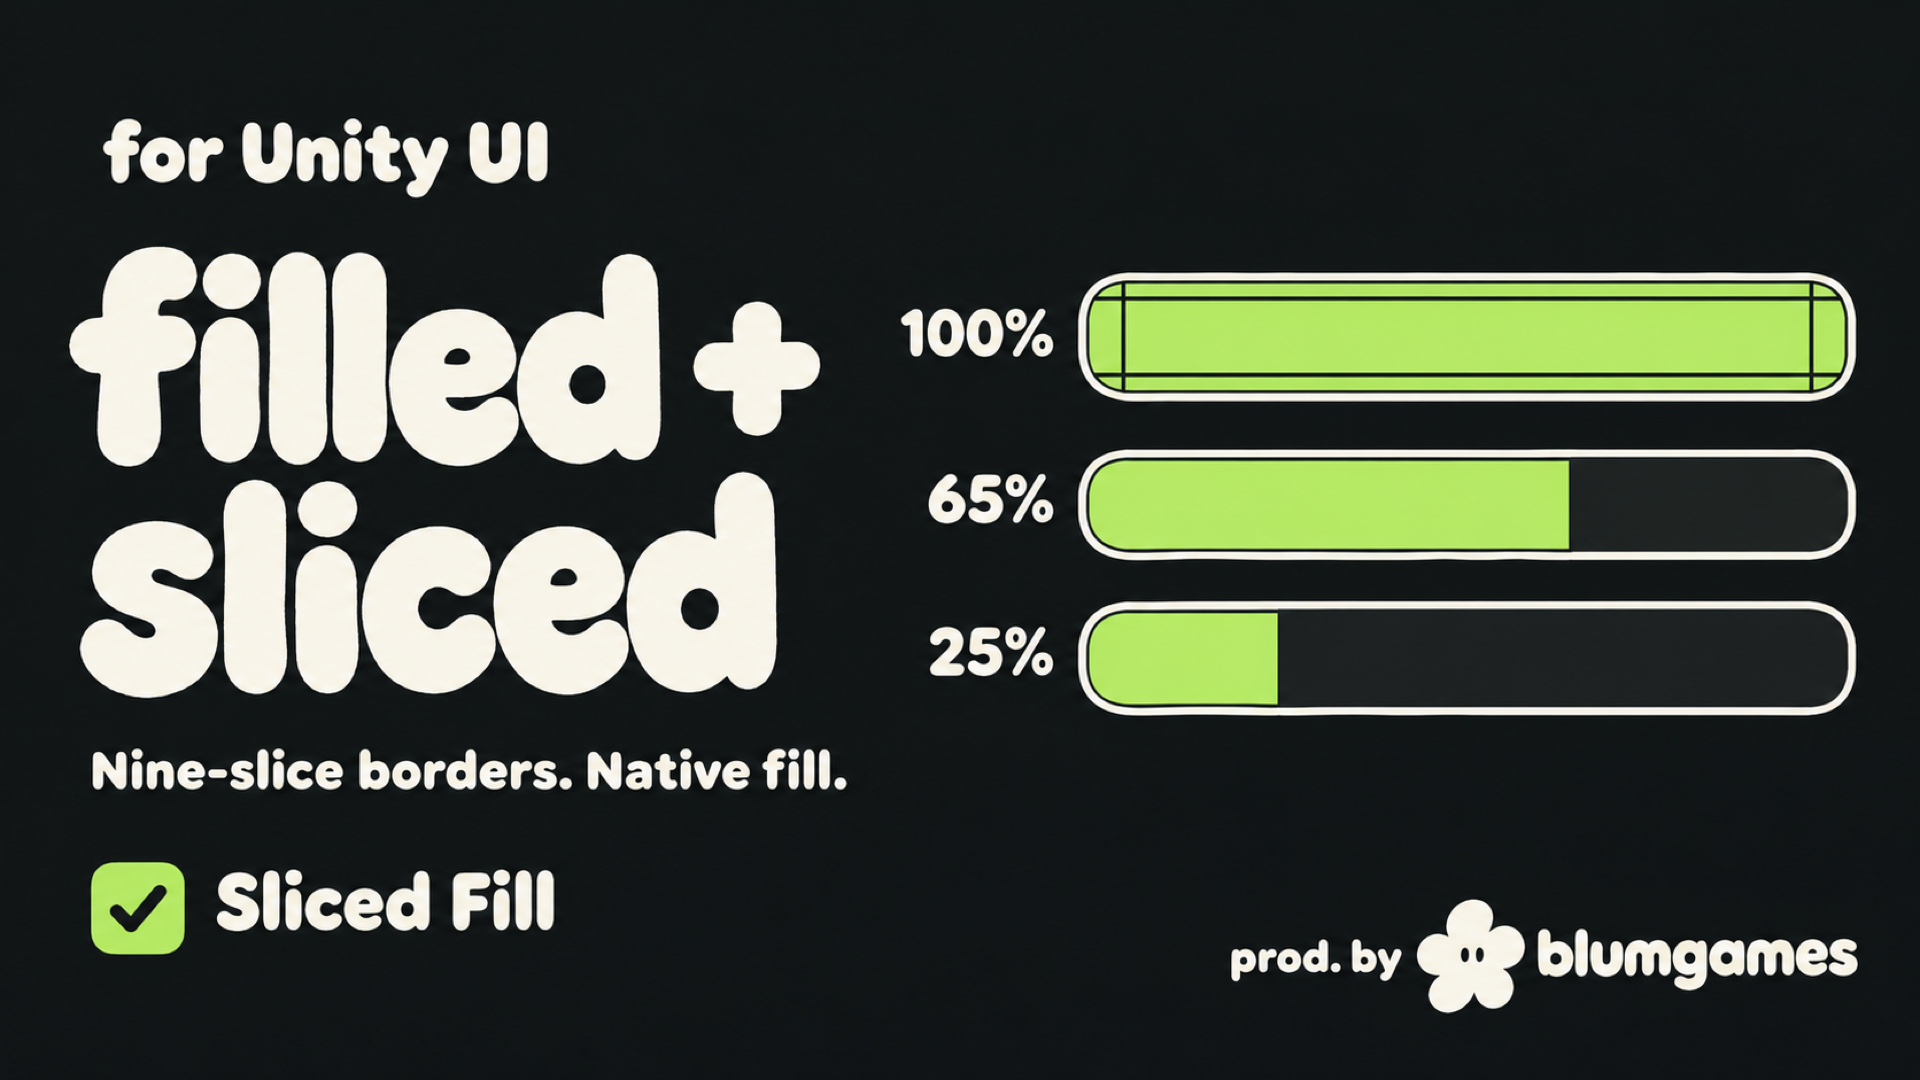 for Unity UI
filled +
sliced
Nine-slice borders. Native fill.
Sliced Fill
100%
65%
25%
prod. by blumgames